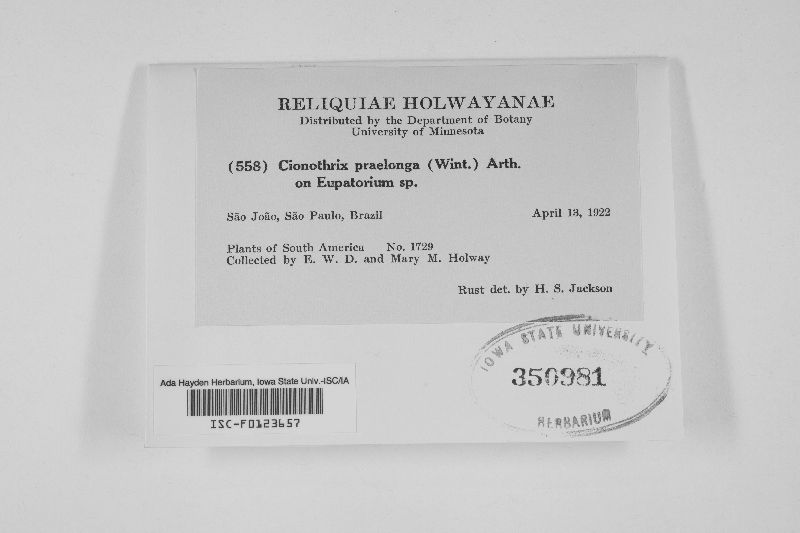 RELIQUIAE HOLWAYANAE
Distributed by the Department of Botany
University of Minnesota
(558) Cionothrix praelonga (Wint.) Arth.
on Eupatorium sp.
São João, São Paulo, Brazil April 13, 1922
Plants of South America No. 1729
Collected by E. W. D. and Mary M. Holway
Rust det. by H. S. Jackson
IOWA STATE UNIVERSITY
350981
HERBARIUM
Ada Hayden Herbarium, Iowa State Univ.-ISC/IA
ISC-F0123657